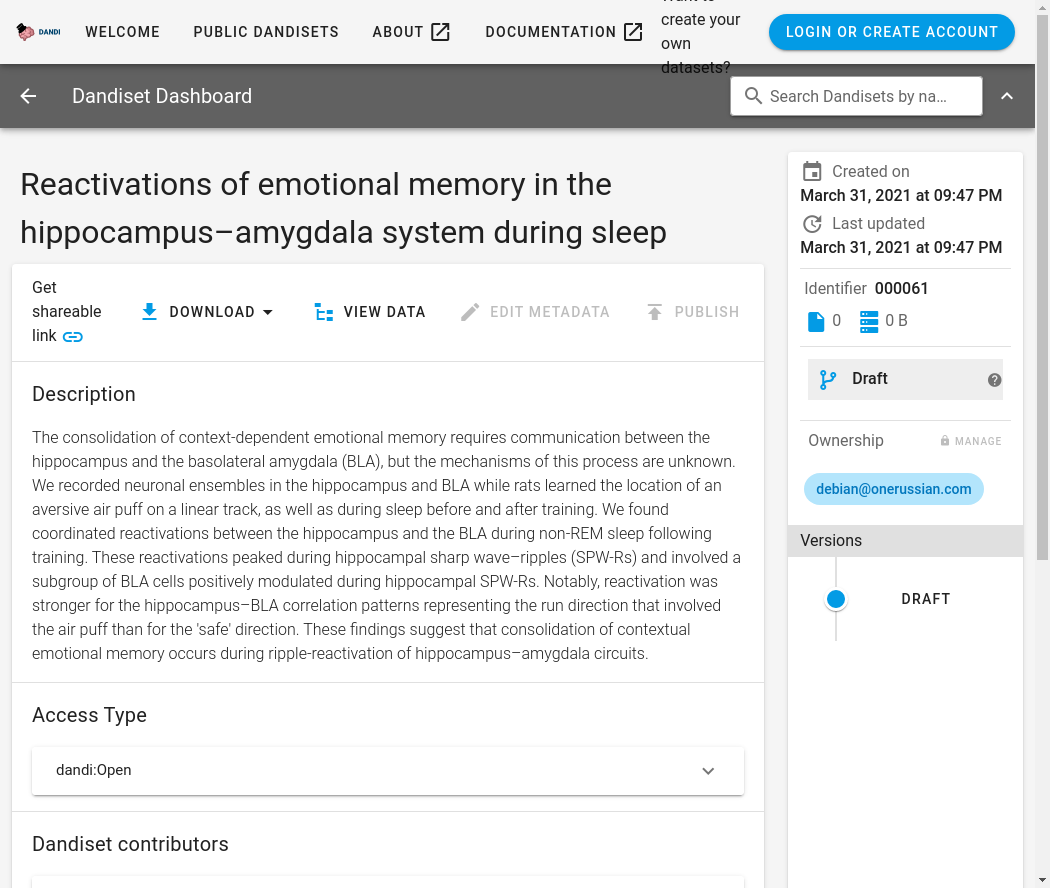 DANDI
WELCOME
PUBLIC DANDISETS
ABOUT
DOCUMENTATION
create your
own
datasets?
LOGIN OR CREATE ACCOUNT
Dandiset Dashboard
Search Dandisets by na…
Reactivations of emotional memory in the
hippocampus–amygdala system during sleep
Get
shareable
link
DOWNLOAD
VIEW DATA
EDIT METADATA
PUBLISH
Description
The consolidation of context-dependent emotional memory requires communication between the
hippocampus and the basolateral amygdala (BLA), but the mechanisms of this process are unknown.
We recorded neuronal ensembles in the hippocampus and BLA while rats learned the location of an
aversive air puff on a linear track, as well as during sleep before and after training. We found
coordinated reactivations between the hippocampus and the BLA during non-REM sleep following
training. These reactivations peaked during hippocampal sharp wave–ripples (SPW-Rs) and involved a
subgroup of BLA cells positively modulated during hippocampal SPW-Rs. Notably, reactivation was
stronger for the hippocampus–BLA correlation patterns representing the run direction that involved
the air puff than for the 'safe' direction. These findings suggest that consolidation of contextual
emotional memory occurs during ripple-reactivation of hippocampus–amygdala circuits.
Access Type
dandi:Open
Dandiset contributors
Created on
March 31, 2021 at 09:47 PM
Last updated
March 31, 2021 at 09:47 PM
Identifier 000061
0
0 B
Draft
Ownership
MANAGE
debian@onerussian.com
Versions
DRAFT